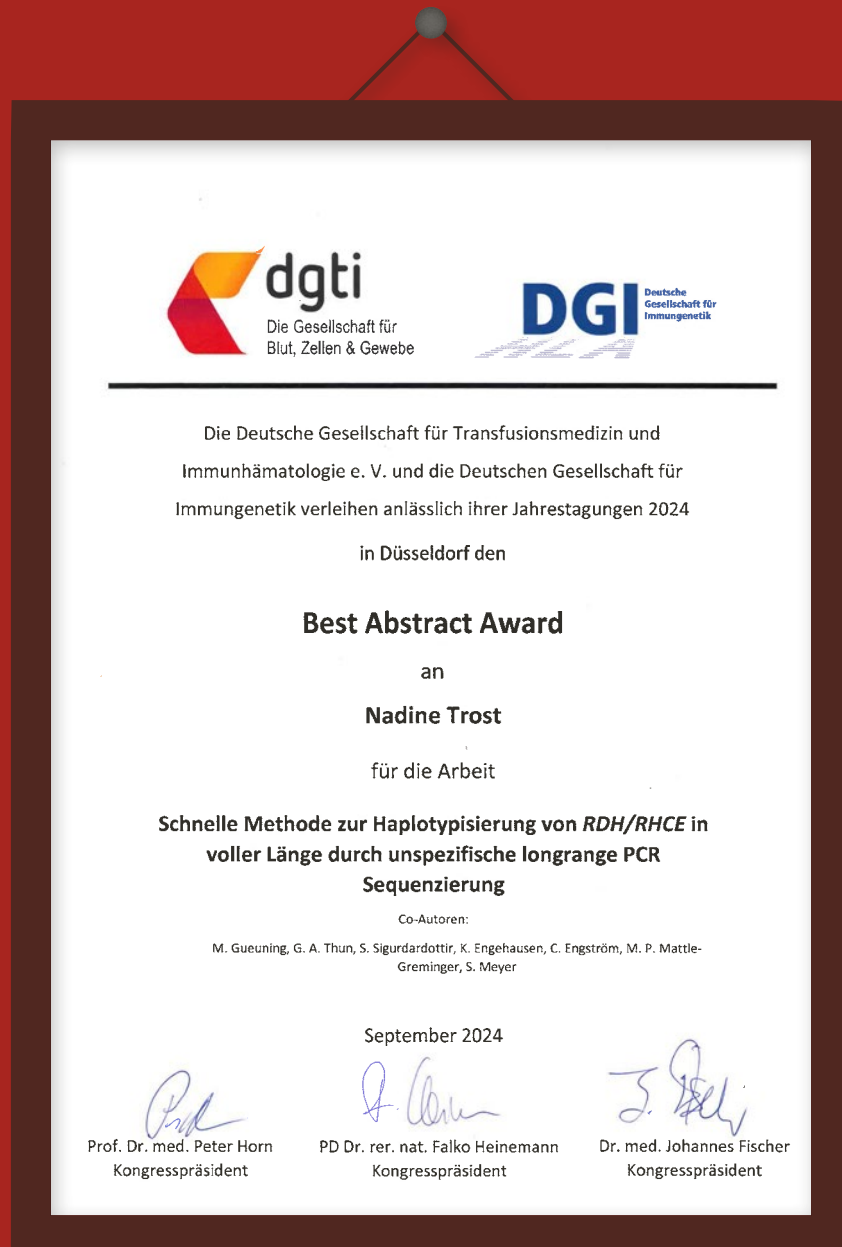 dgti
Die Gesellschaft für
Blut, Zellen & Gewebe
DGI
Deutsche
Gesellschaft für
Immungenetik
HLA
Die Deutsche Gesellschaft für Transfusionsmedizin und
Immunhämatologie e. V. und die Deutschen Gesellschaft für
Immungenetik verleihen anlässlich ihrer Jahrestagungen 2024
in Düsseldorf den
Best Abstract Award
an
Nadine Trost
für die Arbeit
Schnelle Methode zur Haplotypisierung von RDH/RHCE in
voller Länge durch unspezifische longrange PCR
Sequenzierung
Co-Autoren:
M. Gueuning, G. A. Thun, S. Sigurdardottir, K. Engehausen, C. Engström, M. P. Mattle-
Greminger, S. Meyer
September 2024
Prof. Dr. med. Peter Horn
Kongresspräsident
PD Dr. rer. nat. Falko Heinemann
Kongresspräsident
Dr. med. Johannes Fischer
Kongresspräsident